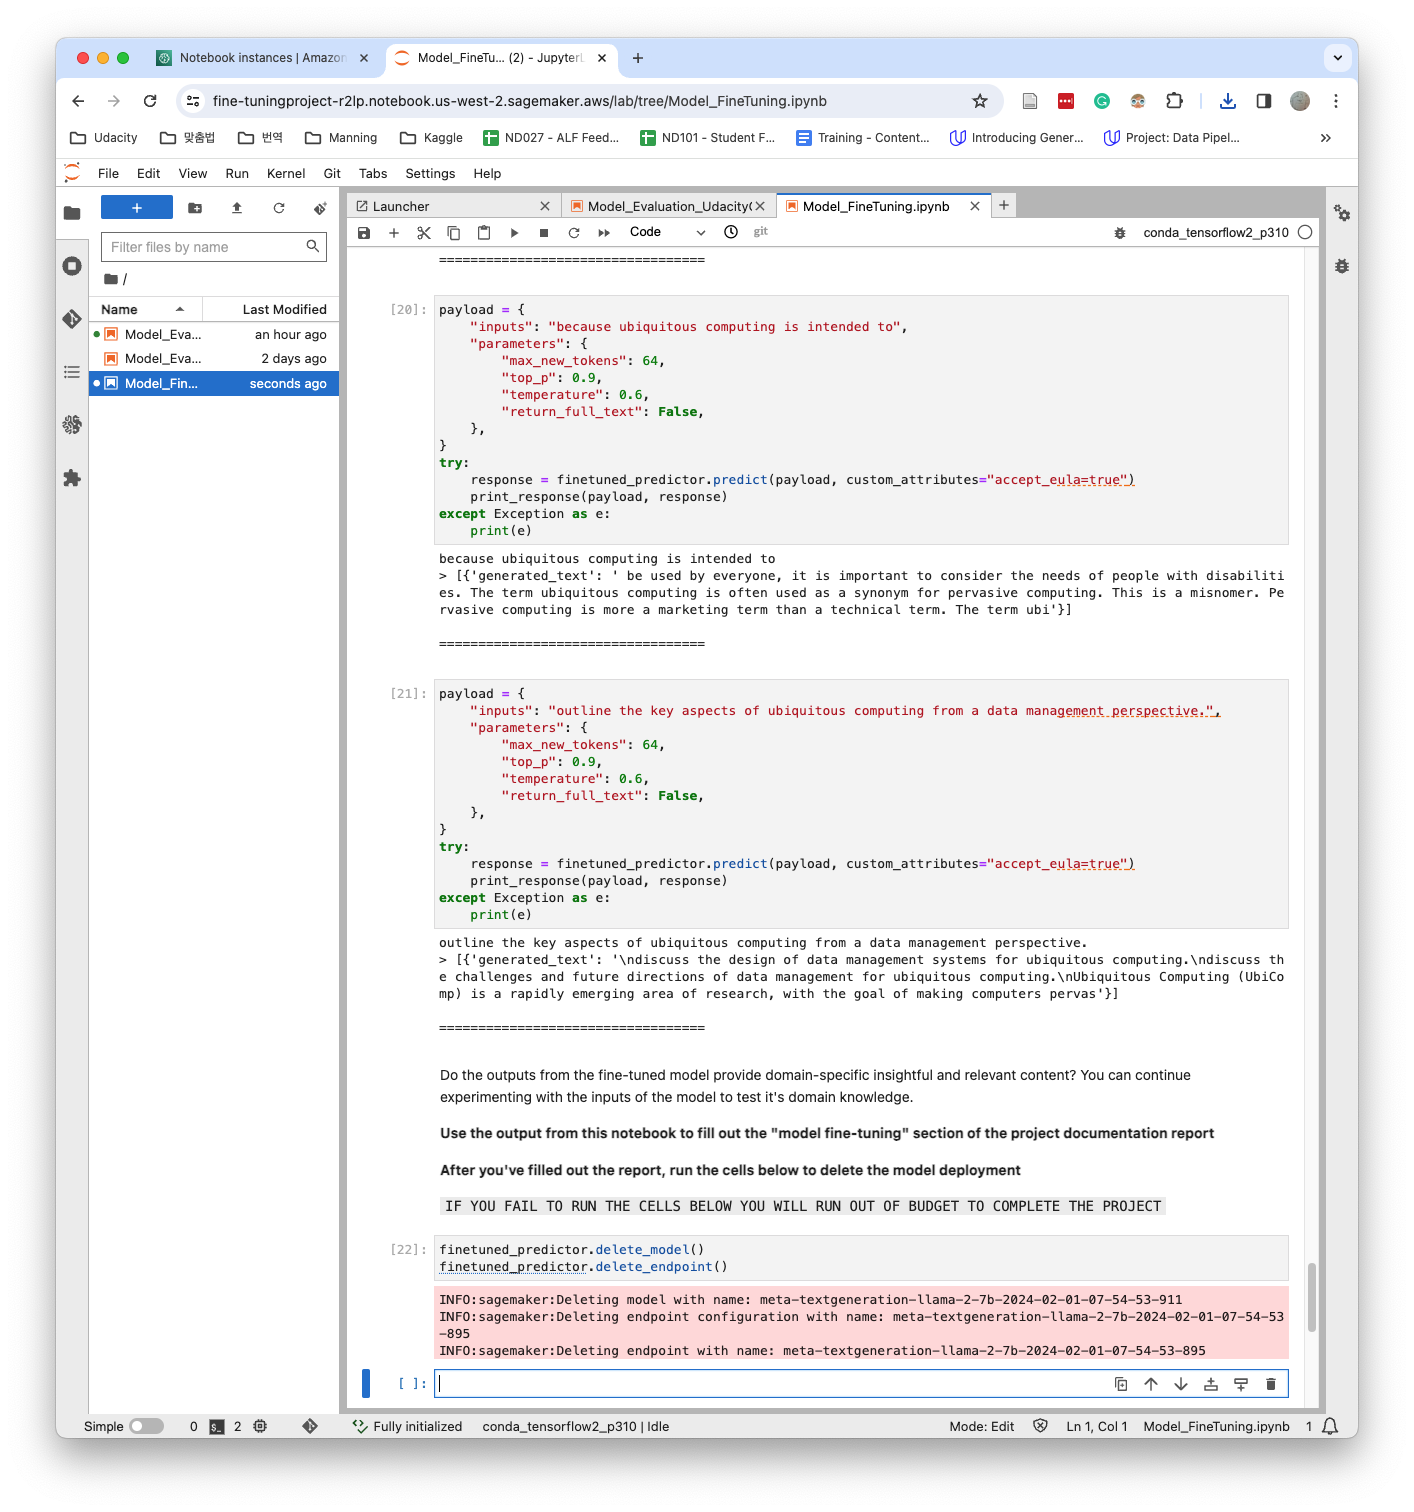 Notebook instances | Amazon
Model_FineTu... (2) - JupyterL
fine-tuningproject-r2lp.notebook.us-west-2.sagemaker.aws/lab/tree/Model_FineTuning.ipynb
Udacity
맞춤법
번역
Manning
Kaggle
ND027 - ALF Feed...
ND101 - Student F...
Training - Content...
Introducing Gener...
Project: Data Pipel...
File Edit View Run Kernel Git Tabs Settings Help
Filter files by name
/
Name Last Modified
Model_Eva... an hour ago
Model_Eva... 2 days ago
Model_Fin... seconds ago
Launcher
Model_Evaluation_Udacity
Model_FineTuning.ipynb
Code
git
conda_tensorflow2_p310
==================================
[20]: payload = {
"inputs": "because ubiquitous computing is intended to",
"parameters": {
"max_new_tokens": 64,
"top_p": 0.9,
"temperature": 0.6,
"return_full_text": False,
},
}
try:
response = finetuned_predictor.predict(payload, custom_attributes="accept_eula=true")
print_response(payload, response)
except Exception as e:
print(e)
because ubiquitous computing is intended to
> [{'generated_text': ' be used by everyone, it is important to consider the needs of people with disabiliti
es. The term ubiquitous computing is often used as a synonym for pervasive computing. This is a misnomer. Pe
rvasive computing is more a marketing term than a technical term. The term ubi'}]
==================================
[21]: payload = {
"inputs": "outline the key aspects of ubiquitous computing from a data management perspective.",
"parameters": {
"max_new_tokens": 64,
"top_p": 0.9,
"temperature": 0.6,
"return_full_text": False,
},
}
try:
response = finetuned_predictor.predict(payload, custom_attributes="accept_eula=true")
print_response(payload, response)
except Exception as e:
print(e)
outline the key aspects of ubiquitous computing from a data management perspective.
> [{'generated_text': '\ndiscuss the design of data management systems for ubiquitous computing.\ndiscuss th
e challenges and future directions of data management for ubiquitous computing.\nUbiquitous Computing (UbiCo
mp) is a rapidly emerging area of research, with the goal of making computers pervas'}]
==================================
Do the outputs from the fine-tuned model provide domain-specific insightful and relevant content? You can continue
experimenting with the inputs of the model to test it's domain knowledge.
Use the output from this notebook to fill out the "model fine-tuning" section of the project documentation report
After you've filled out the report, run the cells below to delete the model deployment
IF YOU FAIL TO RUN THE CELLS BELOW YOU WILL RUN OUT OF BUDGET TO COMPLETE THE PROJECT
[22]: finetuned_predictor.delete_model()
finetuned_predictor.delete_endpoint()
INFO:sagemaker:Deleting model with name: meta-textgeneration-llama-2-7b-2024-02-01-07-54-53-911
INFO:sagemaker:Deleting endpoint configuration with name: meta-textgeneration-llama-2-7b-2024-02-01-07-54-53
-895
INFO:sagemaker:Deleting endpoint with name: meta-textgeneration-llama-2-7b-2024-02-01-07-54-53-895
[ ]:
Simple 0 $_ 2 Fully initialized conda_tensorflow2_p310 | Idle Mode: Edit Ln 1, Col 1 Model_FineTuning.ipynb 1